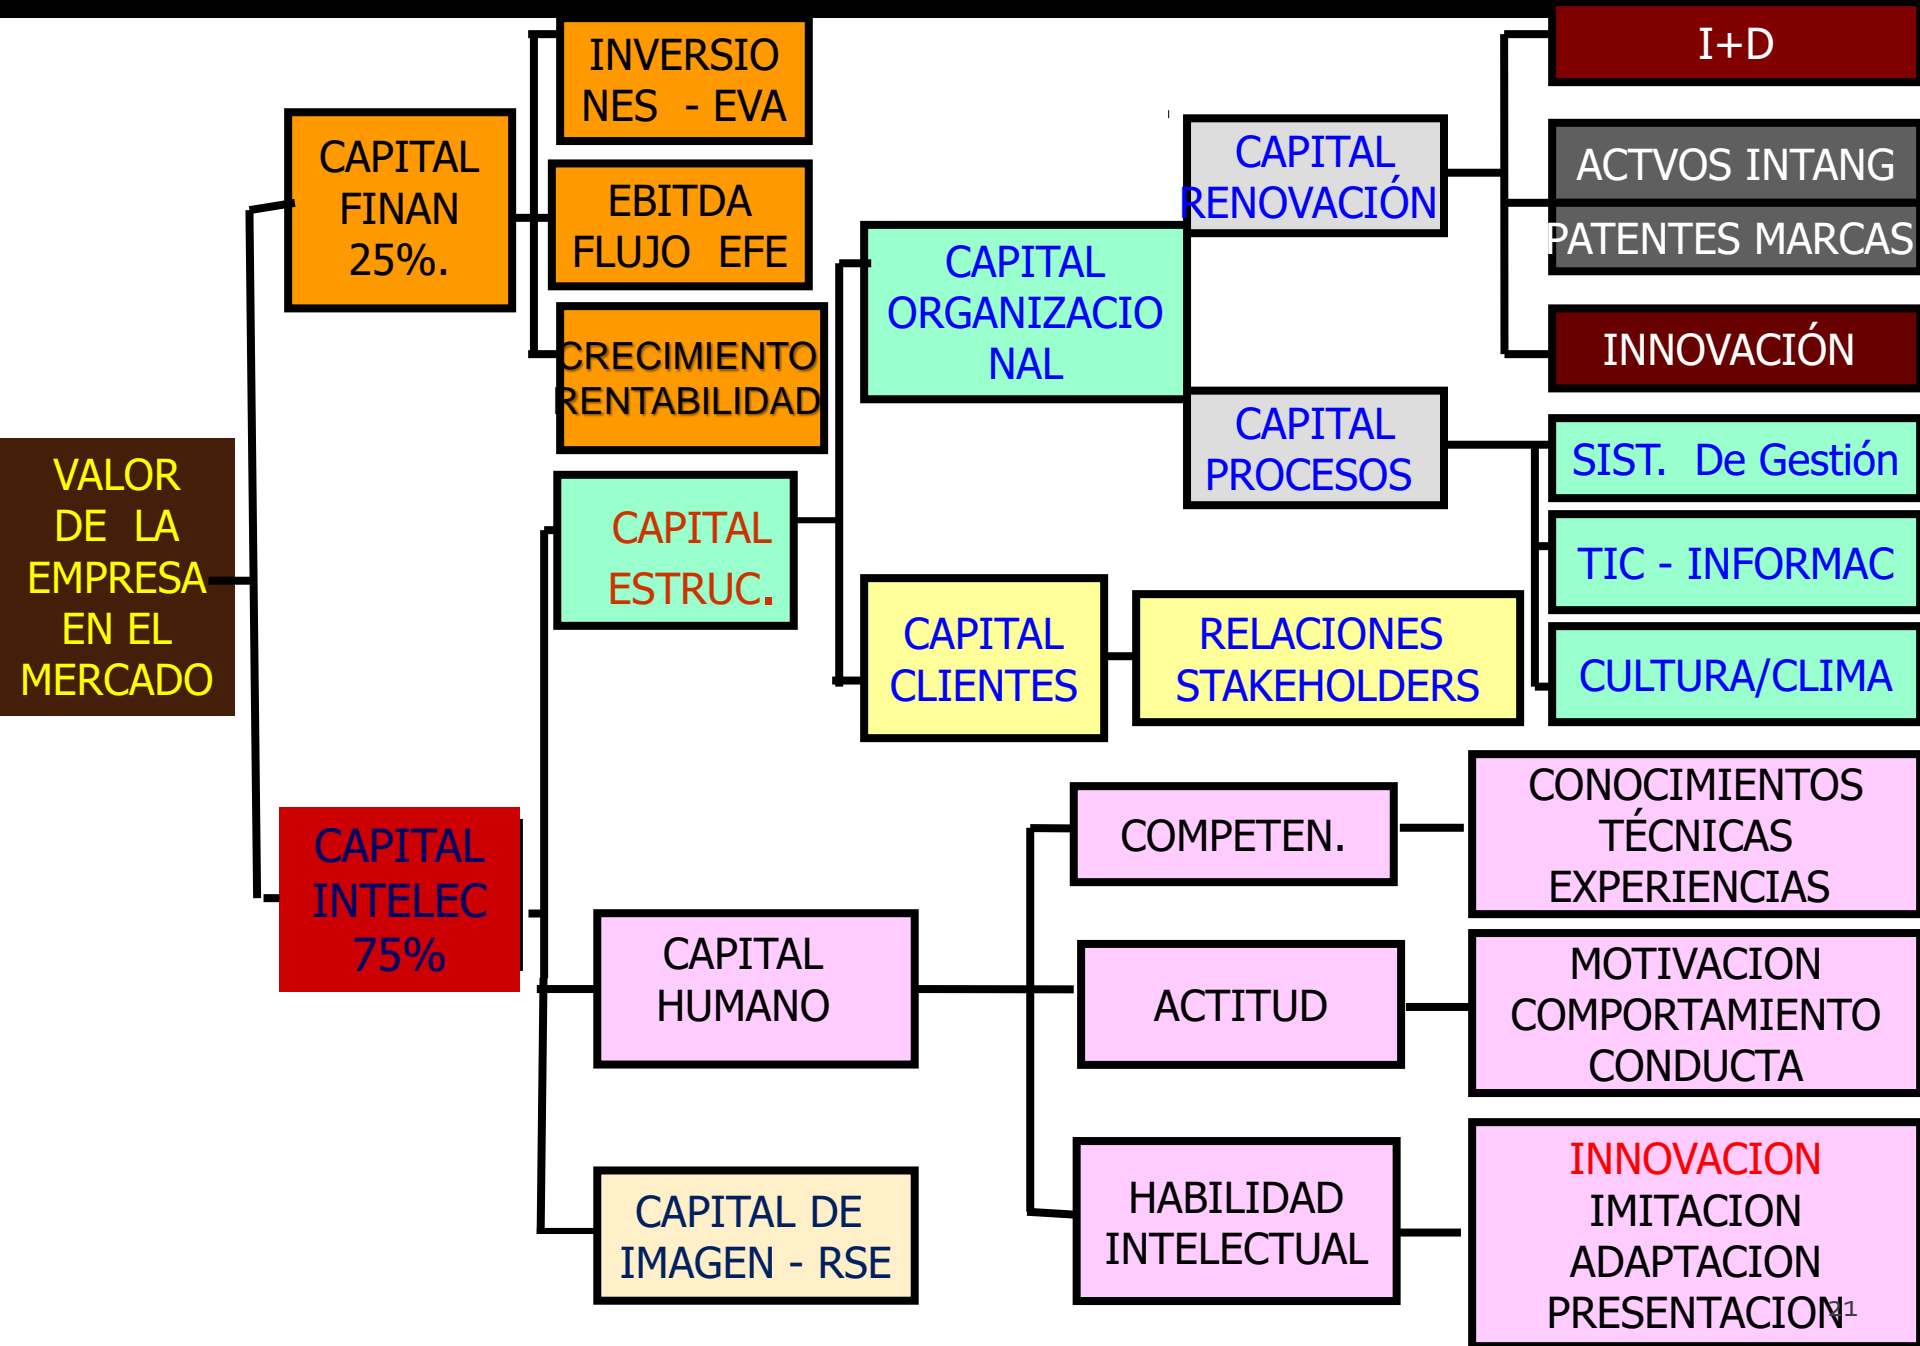 VALOR
DE LA
EMPRESA
EN EL
MERCADO
CAPITAL
FINAN
25%.
INVERSIO
NES - EVA
EBITDA
FLUJO EFE
CRECIMIENTO
RENTABILIDAD
CAPITAL
INTELEC
75%
CAPITAL
ESTRUC.
CAPITAL
ORGANIZACIO
NAL
CAPITAL
RENOVACIÓN
I+D
ACTVOS INTANG
PATENTES MARCAS
INNOVACIÓN
CAPITAL
PROCESOS
SIST. De Gestión
TIC - INFORMAC
CULTURA/CLIMA
CAPITAL
CLIENTES
RELACIONES
STAKEHOLDERS
CAPITAL
HUMANO
COMPETEN.
CONOCIMIENTOS
TÉCNICAS
EXPERIENCIAS
ACTITUD
MOTIVACION
COMPORTAMIENTO
CONDUCTA
HABILIDAD
INTELECTUAL
INNOVACION
IMITACION
ADAPTACION
PRESENTACION
CAPITAL DE
IMAGEN - RSE
21